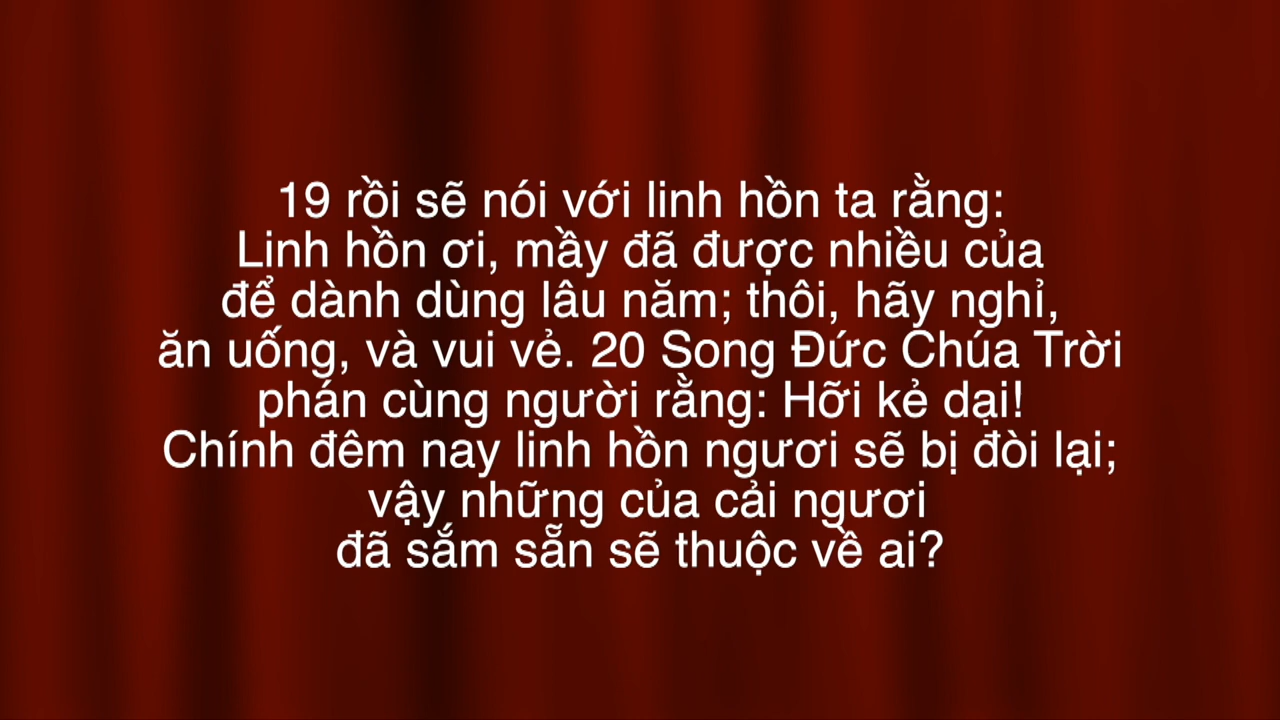 19 rồi sẽ nói với linh hồn ta rằng:
Linh hồn ơi, mầy đã được nhiều của
để dành dùng lâu năm; thôi, hãy nghỉ,
ăn uống, và vui vẻ. 20 Song Đức Chúa Trời
phán cùng người rằng: Hỡi kẻ dại!
Chính đêm nay linh hồn ngươi sẽ bị đòi lại;
vậy những của cải ngươi
đã sắm sẵn sẽ thuộc về ai?